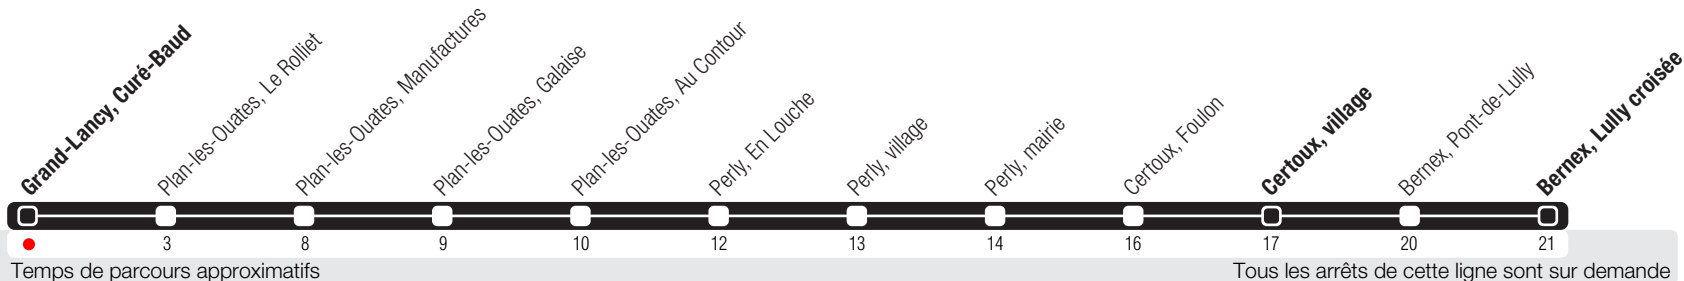 Grand-Lancy, Curé-Baud
Plan-les-Ouates, Le Rolliet
Plan-les-Ouates, Manufactures
Plan-les-Ouates, Galaise
Plan-les-Ouates, Au Contour
Perly, En Louche
Perly, village
Perly, mairie
Certoux, Foulon
Certoux, village
Bernex, Pont-de-Lully
Bernex, Lully croisée
3 8 9 10 12 13 14 16 17 20 21
Temps de parcours approximatifs
Tous les arrêts de cette ligne sont sur demande